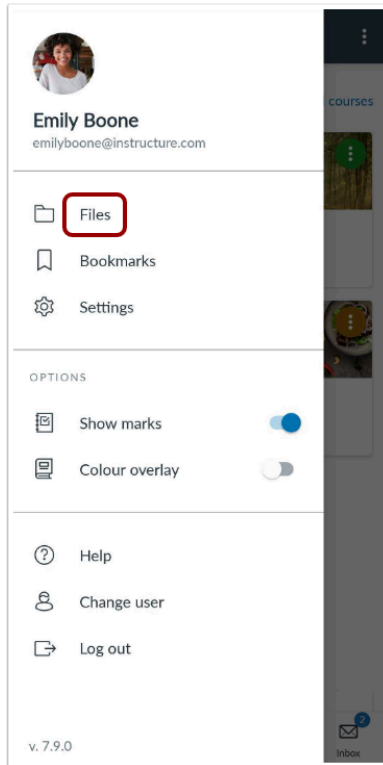 courses
Emily Boone
emilyboone@instructure.com
Files
Bookmarks
Settings
OPTIONS
Show marks
Colour overlay
Help
Change user
Log out
v. 7.9.0
2
Inbox